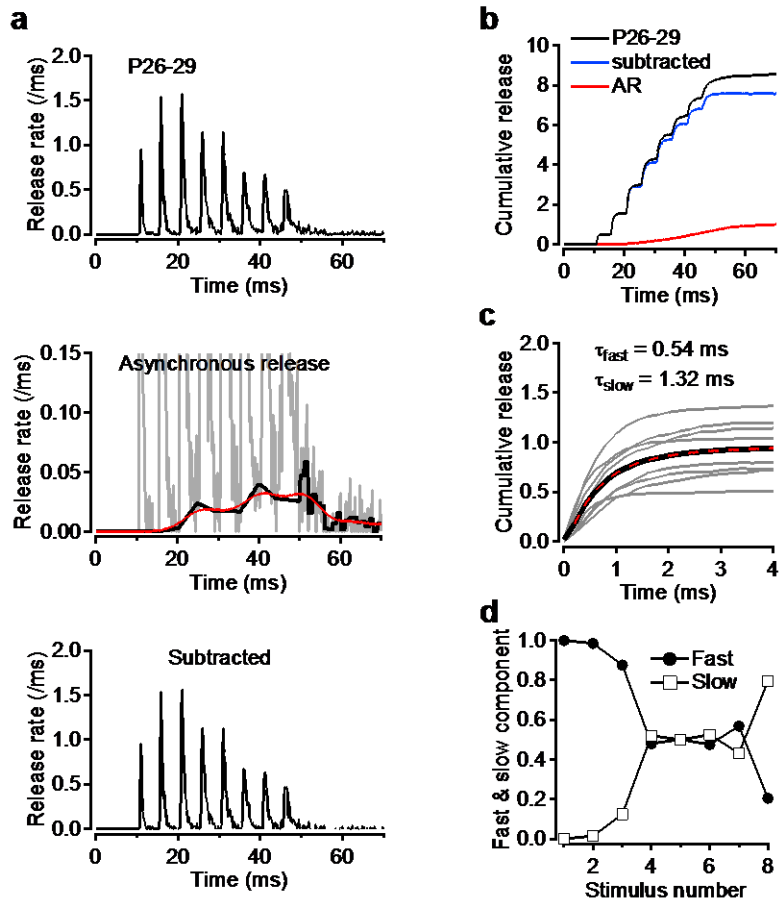 a
2.0
P26-29
1.5
1.0
0.5
0.0
Release rate (/ms)
0 20 40 60
Time (ms)
0.15
Asynchronous release
0.10
0.05
0.00
Release rate (/ms)
0 20 40 60
Time (ms)
2.0
Subtracted
1.5
1.0
0.5
0.0
Release rate (/ms)
0 20 40 60
Time (ms)
b
10
P26-29
8
subtracted
6
AR
4
2
0
Cumulative release
0 20 40 60
Time (ms)
c
2.0
τfast = 0.54 ms
1.5
τslow = 1.32 ms
1.0
0.5
0.0
Cumulative release
0 1 2 3 4
Time (ms)
d
1.0
Fast
0.8
Slow
0.6
0.4
0.2
0.0
Fast & slow component
2 4 6 8
Stimulus number